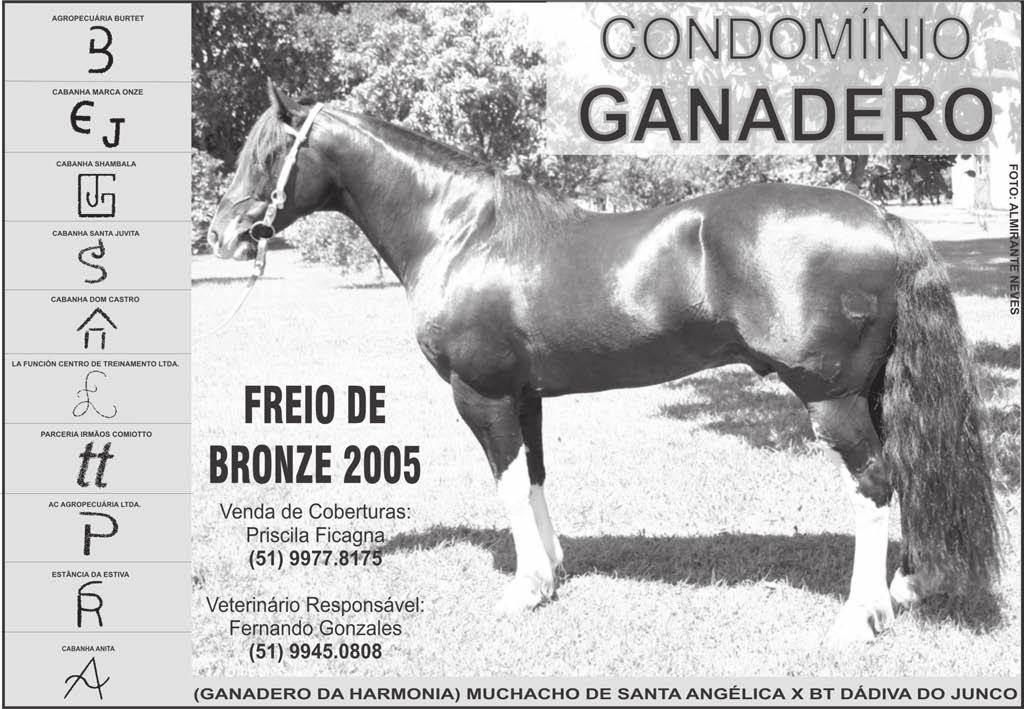 AGROPECUÁRIA BURTET
B
CABANHA MARCA ONZE
E J
CABANHA SHAMBALA
CABANHA SANTA JUVITA
S
CABANHA DOM CASTRO
LA FUNCIÓN CENTRO DE TREINAMENTO LTDA.
PARCERIA IRMÃOS COMIOTTO
tt
AC AGROPECUÁRIA LTDA.
P
ESTÂNCIA DA ESTIVA
CABANHA ANITA
A
CONDOMÍNIO
GANADERO
FOTO: ALMIRANTE NEVES
FREIO DE
BRONZE 2005
Venda de Coberturas:
Priscila Ficagna
(51) 9977.8175
Veterinário Responsável:
Fernando Gonzales
(51) 9945.0808
(GANADERO DA HARMONIA) MUCHACHO DE SANTA ANGÉLICA X BT DÁDIVA DO JUNCO